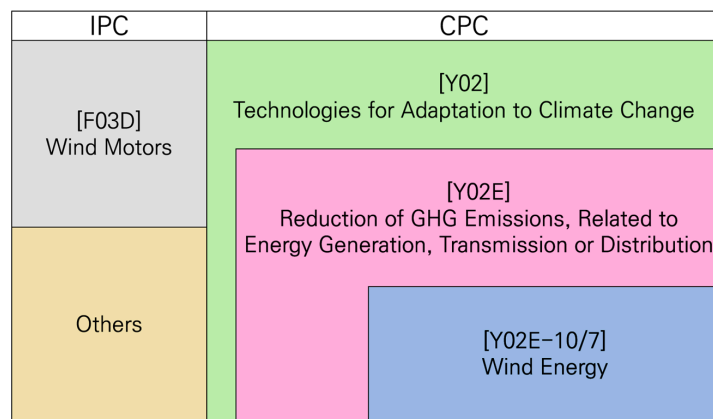 IPC
CPC
[F03D]
Wind Motors
Others
[Y02]
Technologies for Adaptation to Climate Change
[Y02E]
Reduction of GHG Emissions, Related to
Energy Generation, Transmission or Distribution
[Y02E-10/7]
Wind Energy